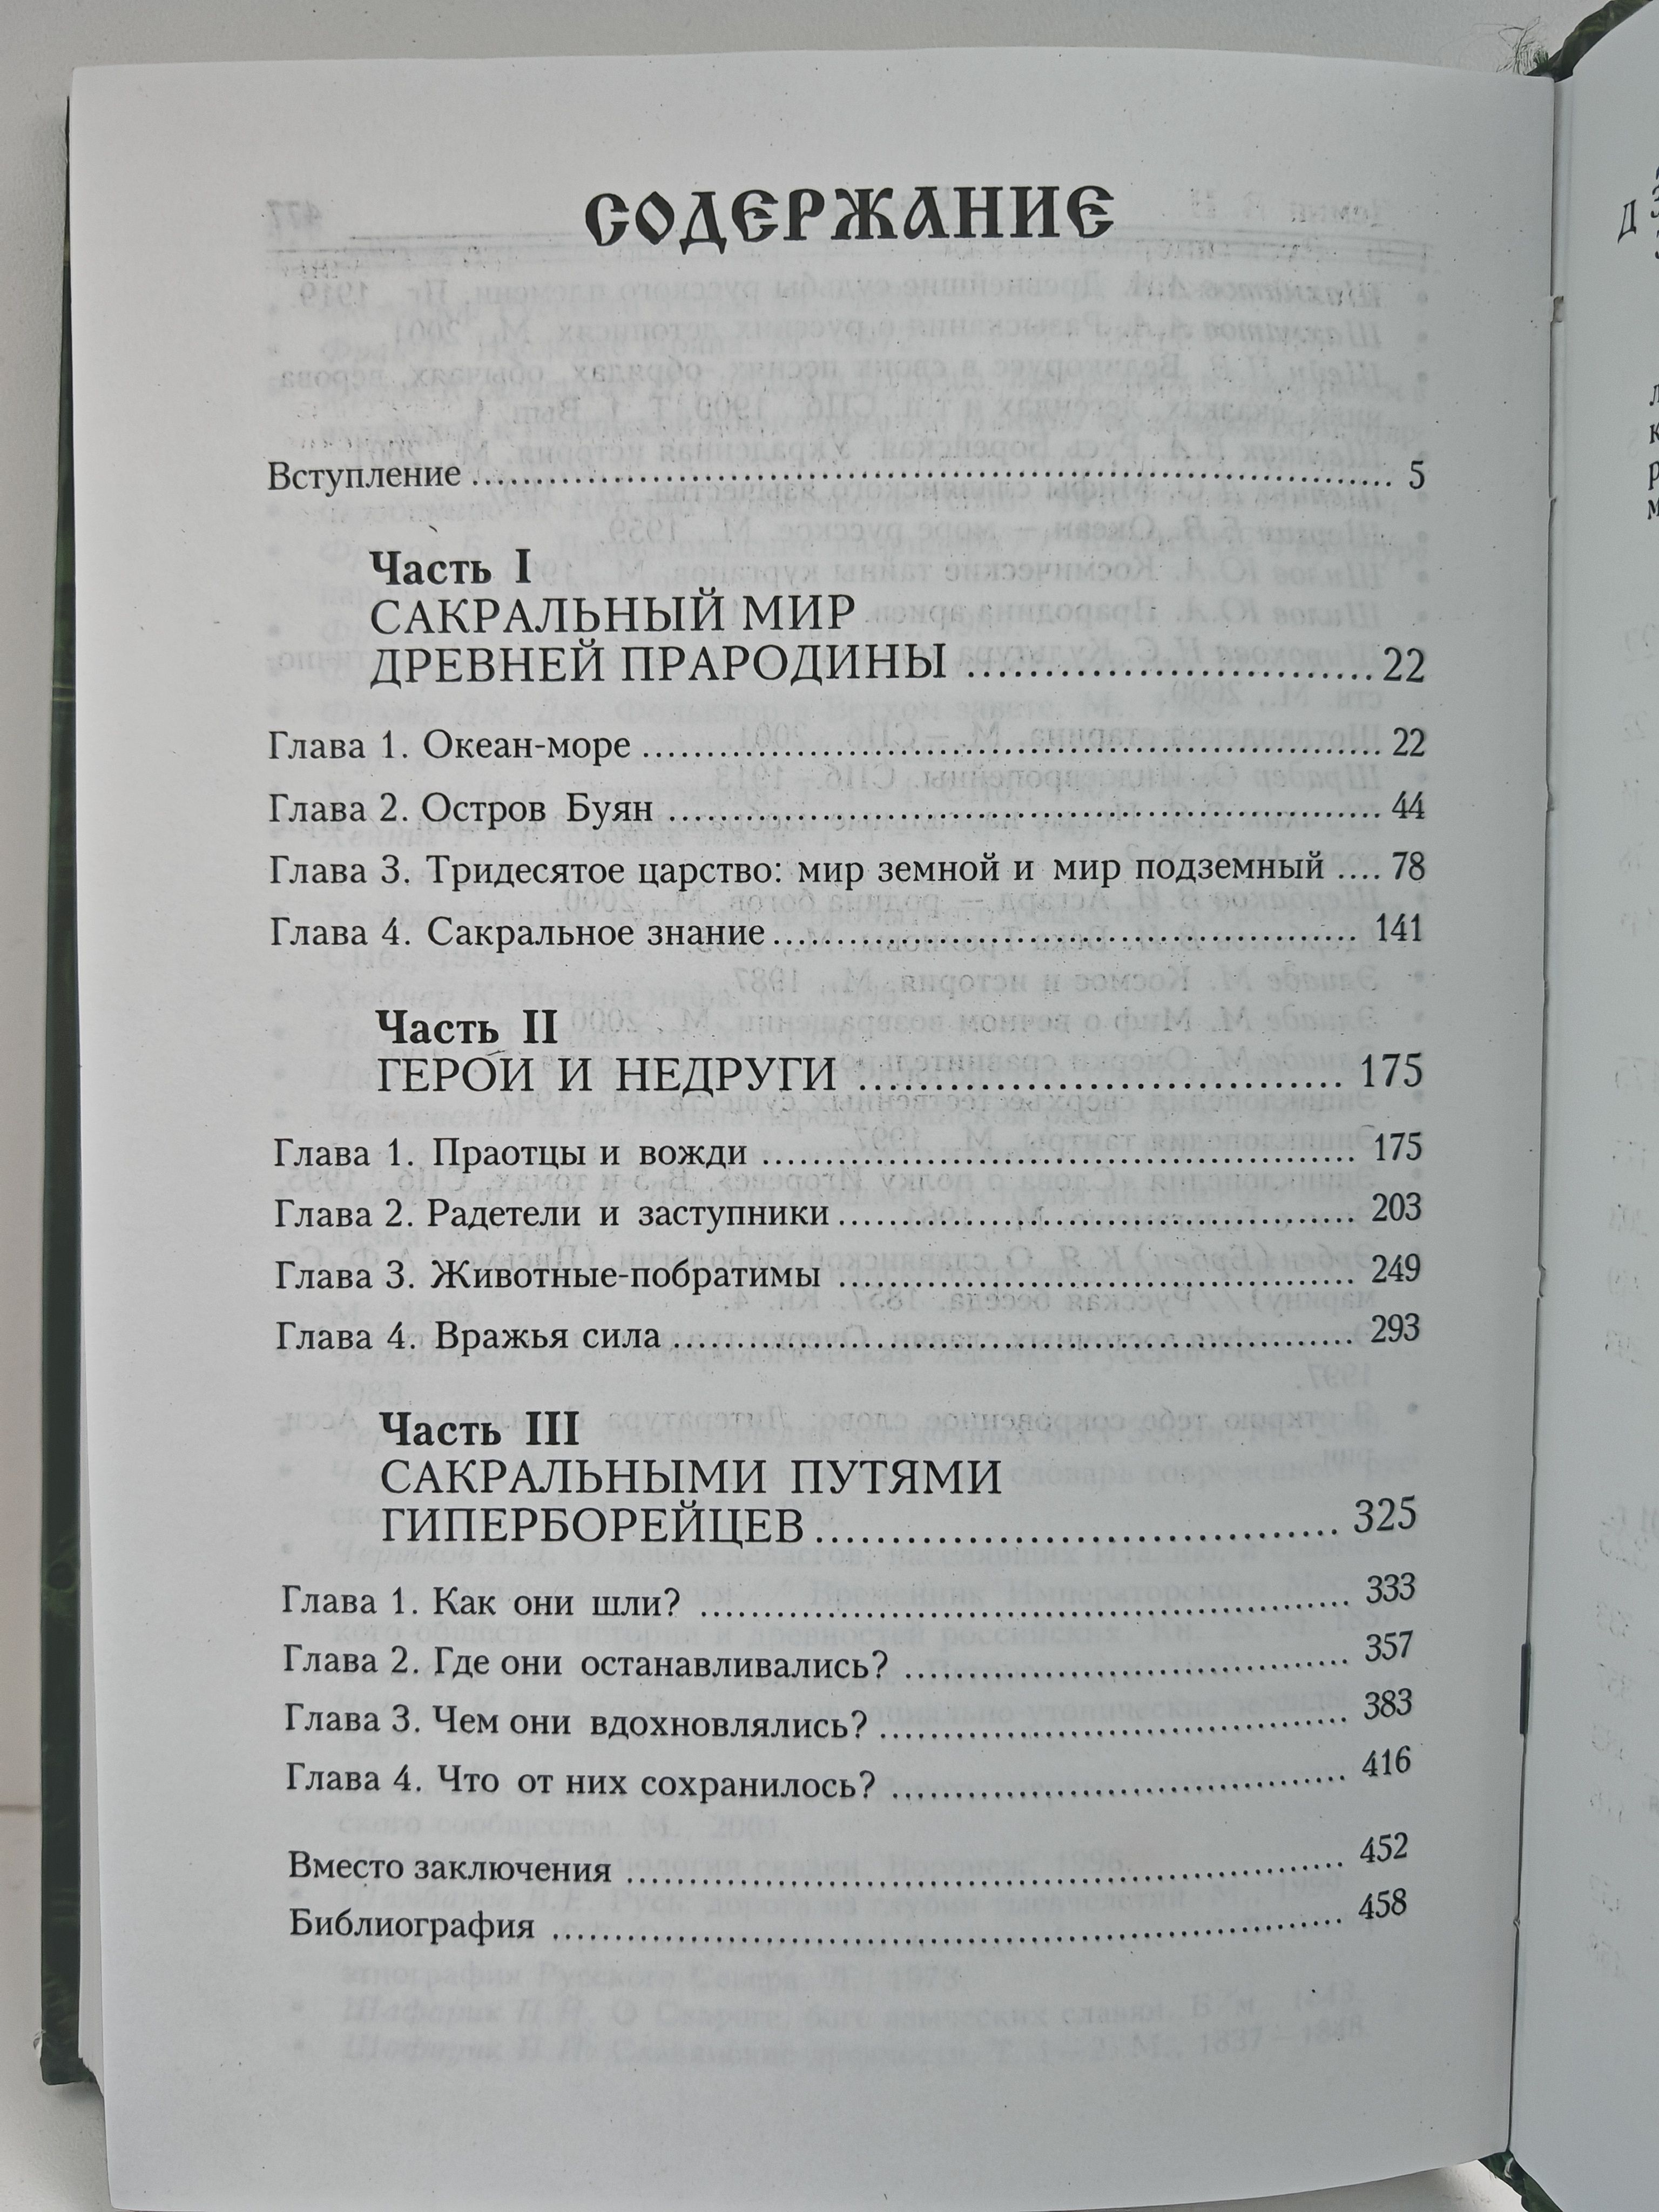 СОДЕРЖАНИЕ
Вступление ........ 5
Часть I
САКРАЛЬНЫЙ МИР
ДРЕВНЕЙ ПРАРОДИНЫ ........ 22
Глава 1. Океан-море ........ 22
Глава 2. Остров Буян ........ 44
Глава 3. Тридесятое царство: мир земной и мир подземный .... 78
Глава 4. Сакральное знание ........ 141
Часть II
ГЕРОИ И НЕДРУГИ ........ 175
Глава 1. Праотцы и вожди ........ 175
Глава 2. Радетели и заступники ........ 203
Глава 3. Животные-побратимы ........ 249
Глава 4. Вражья сила ........ 293
Часть III
САКРАЛЬНЫМИ ПУТЯМИ
ГИПЕРБОРЕЙЦЕВ ........ 325
Глава 1. Как они шли? ........ 333
Глава 2. Где они останавливались? ........ 357
Глава 3. Чем они вдохновлялись? ........ 383
Глава 4. Что от них сохранилось? ........ 416
Вместо заключения ........ 452
Библиография ........ 458